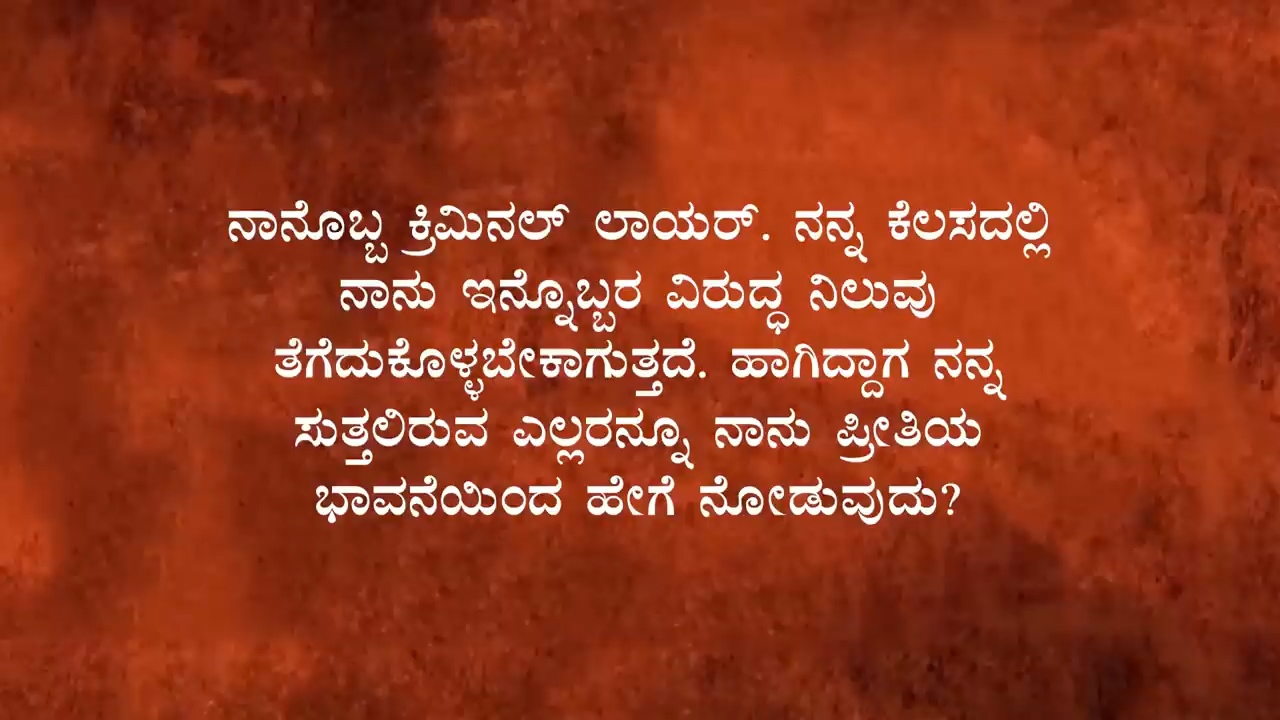 ನಾನೊಬ್ಬ ಕ್ರಿಮಿನಲ್ ಲಾಯರ್. ನನ್ನ ಕೆಲಸದಲ್ಲಿ
ನಾನು ಇನ್ನೊಬ್ಬರ ವಿರುದ್ಧ ನಿಲುವು
ತೆಗೆದುಕೊಳ್ಳಬೇಕಾಗುತ್ತದೆ. ಹಾಗಿದ್ದಾಗ ನನ್ನ
ಸುತ್ತಲಿರುವ ಎಲ್ಲರನ್ನೂ ನಾನು ಪ್ರೀತಿಯ
ಭಾವನೆಯಿಂದ ಹೇಗೆ ನೋಡುವುದು?